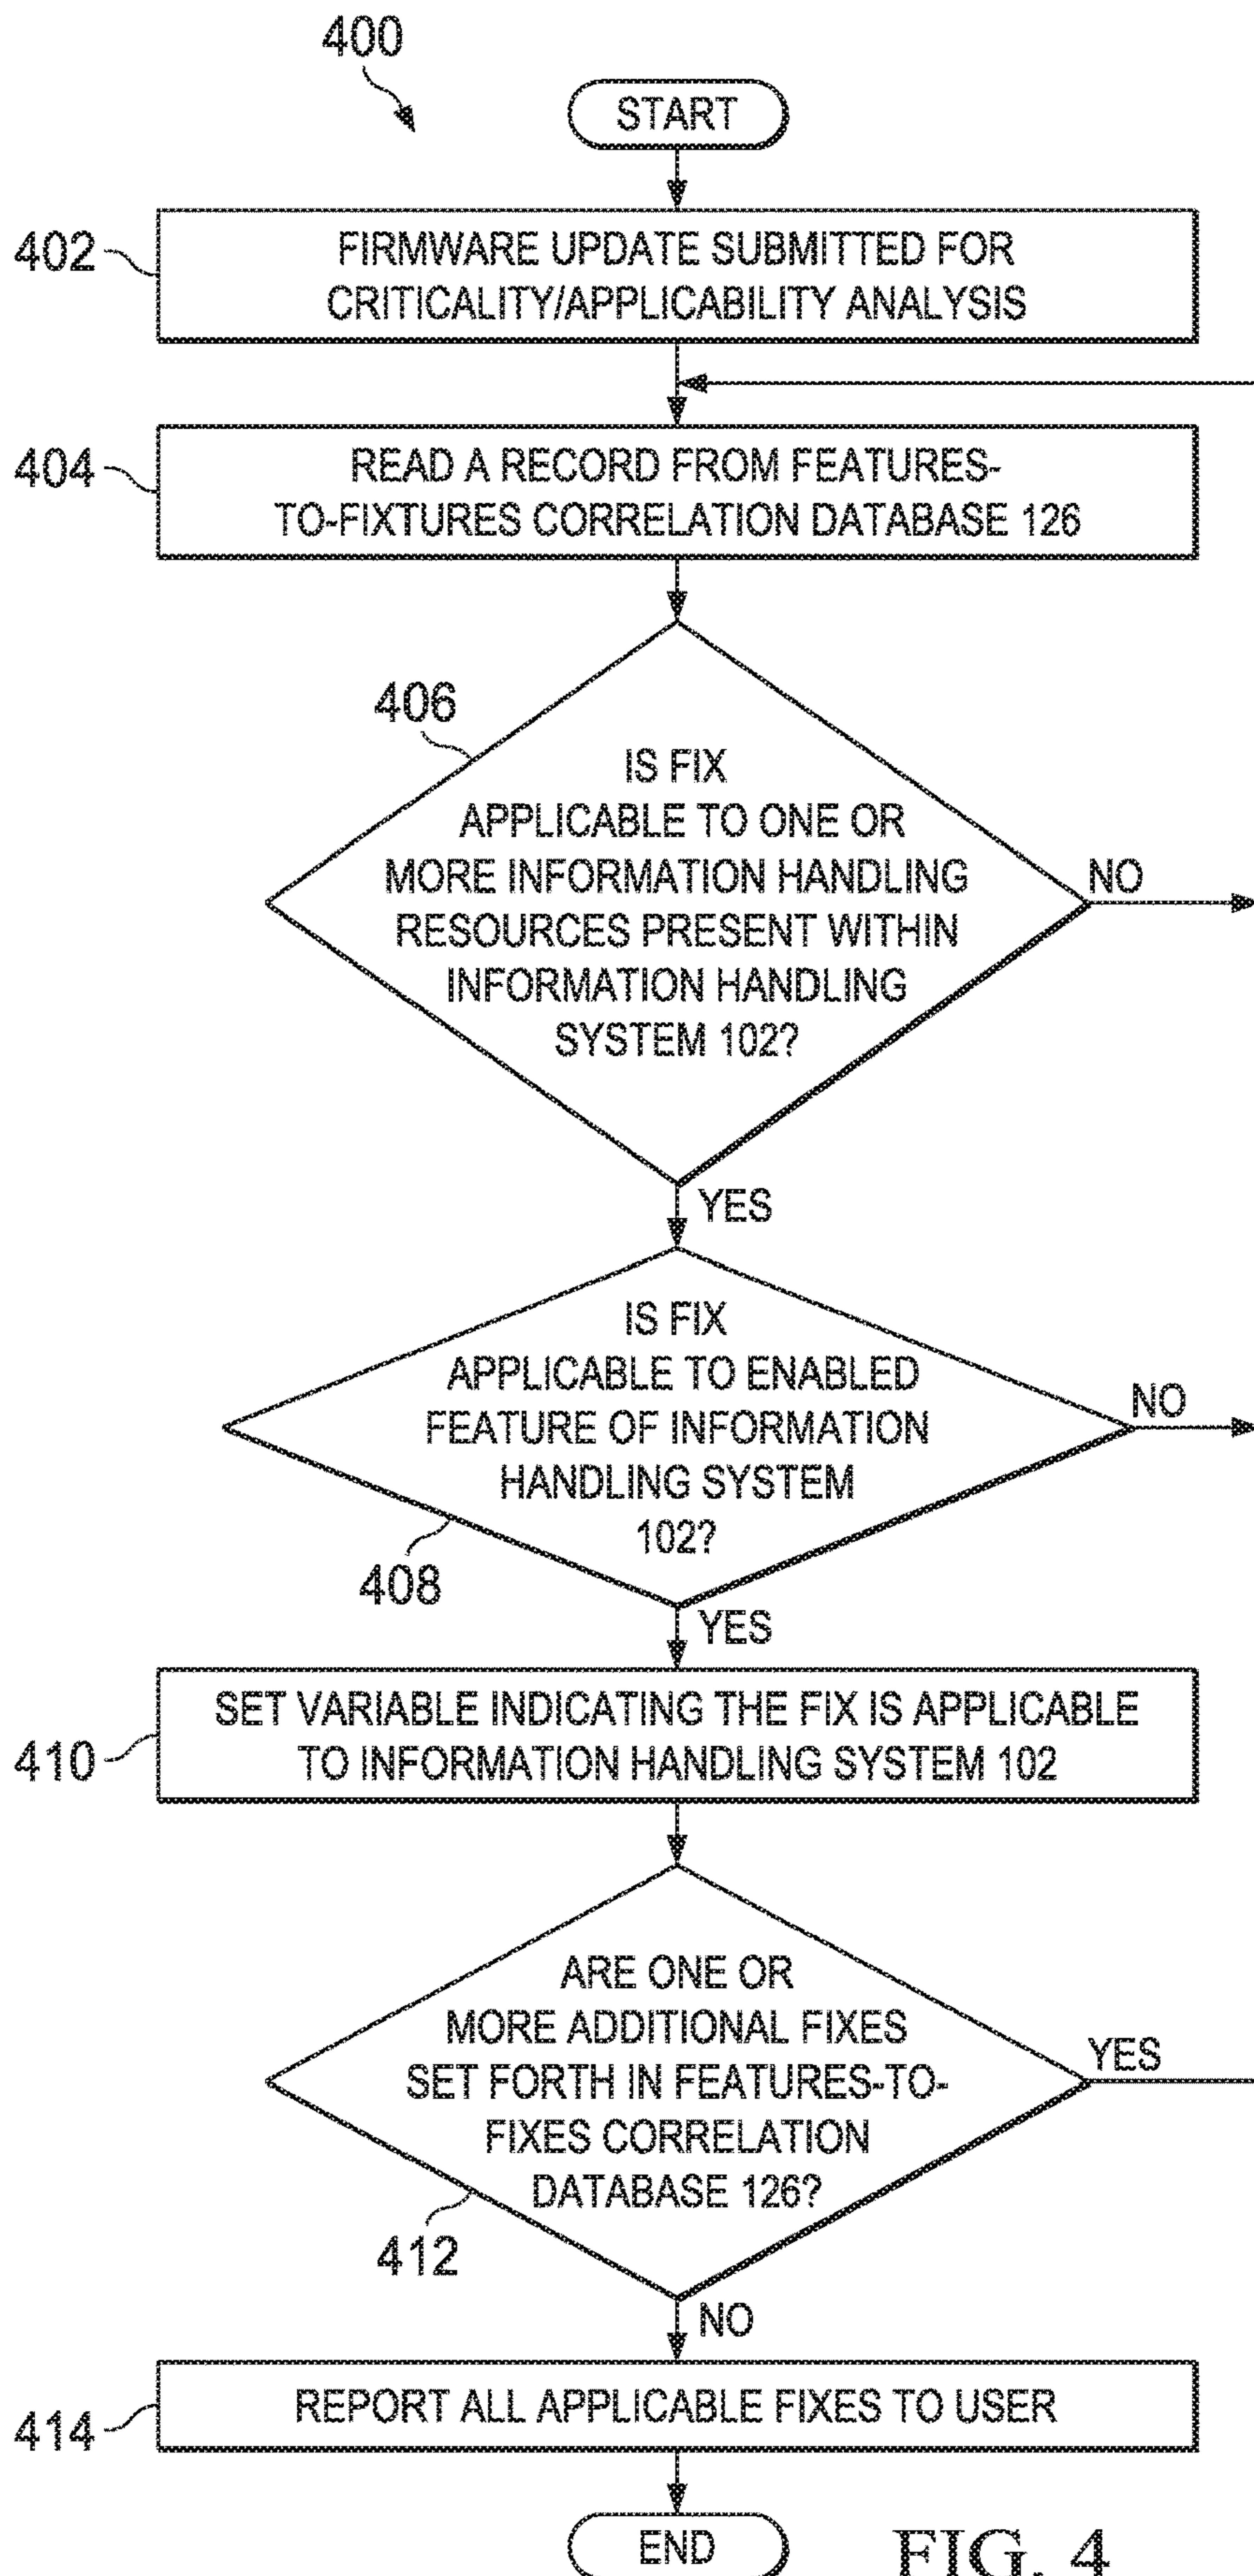 400
START
402
FIRMWARE UPDATE SUBMITTED FOR
CRITICALITY/APPLICABILITY ANALYSIS
404
READ A RECORD FROM FEATURES-
TO-FIXTURES CORRELATION DATABASE 126
406
IS FIX
APPLICABLE TO ONE OR
MORE INFORMATION HANDLING
RESOURCES PRESENT WITHIN
INFORMATION HANDLING
SYSTEM 102?
NO
YES
IS FIX
APPLICABLE TO ENABLED
FEATURE OF INFORMATION
HANDLING SYSTEM
102?
NO
408
YES
410
SET VARIABLE INDICATING THE FIX IS APPLICABLE
TO INFORMATION HANDLING SYSTEM 102
ARE ONE OR
MORE ADDITIONAL FIXES
SET FORTH IN FEATURES-TO-
FIXES CORRELATION
DATABASE 126?
YES
412
NO
414
REPORT ALL APPLICABLE FIXES TO USER
END
FIG. 4